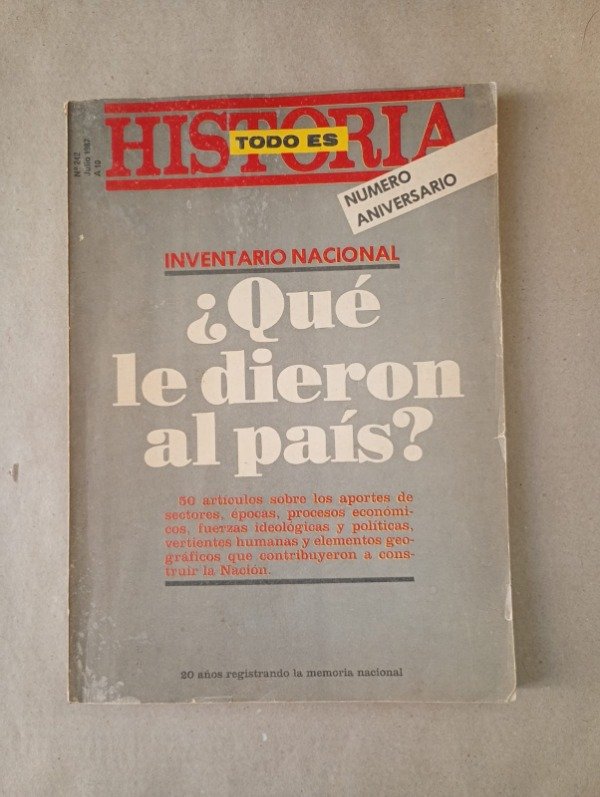 Nº 242
Julio 1987
A 10
HISTORIA
TODO ES
NUMERO
ANIVERSARIO
INVENTARIO NACIONAL
¿Qué
le dieron
al país?
50 artículos sobre los aportes de
sectores, épocas, procesos económi-
cos, fuerzas ideológicas y políticas,
vertientes humanas y elementos geo-
gráficos que contribuyeron a cons-
truir la Nación.
20 años registrando la memoria nacional